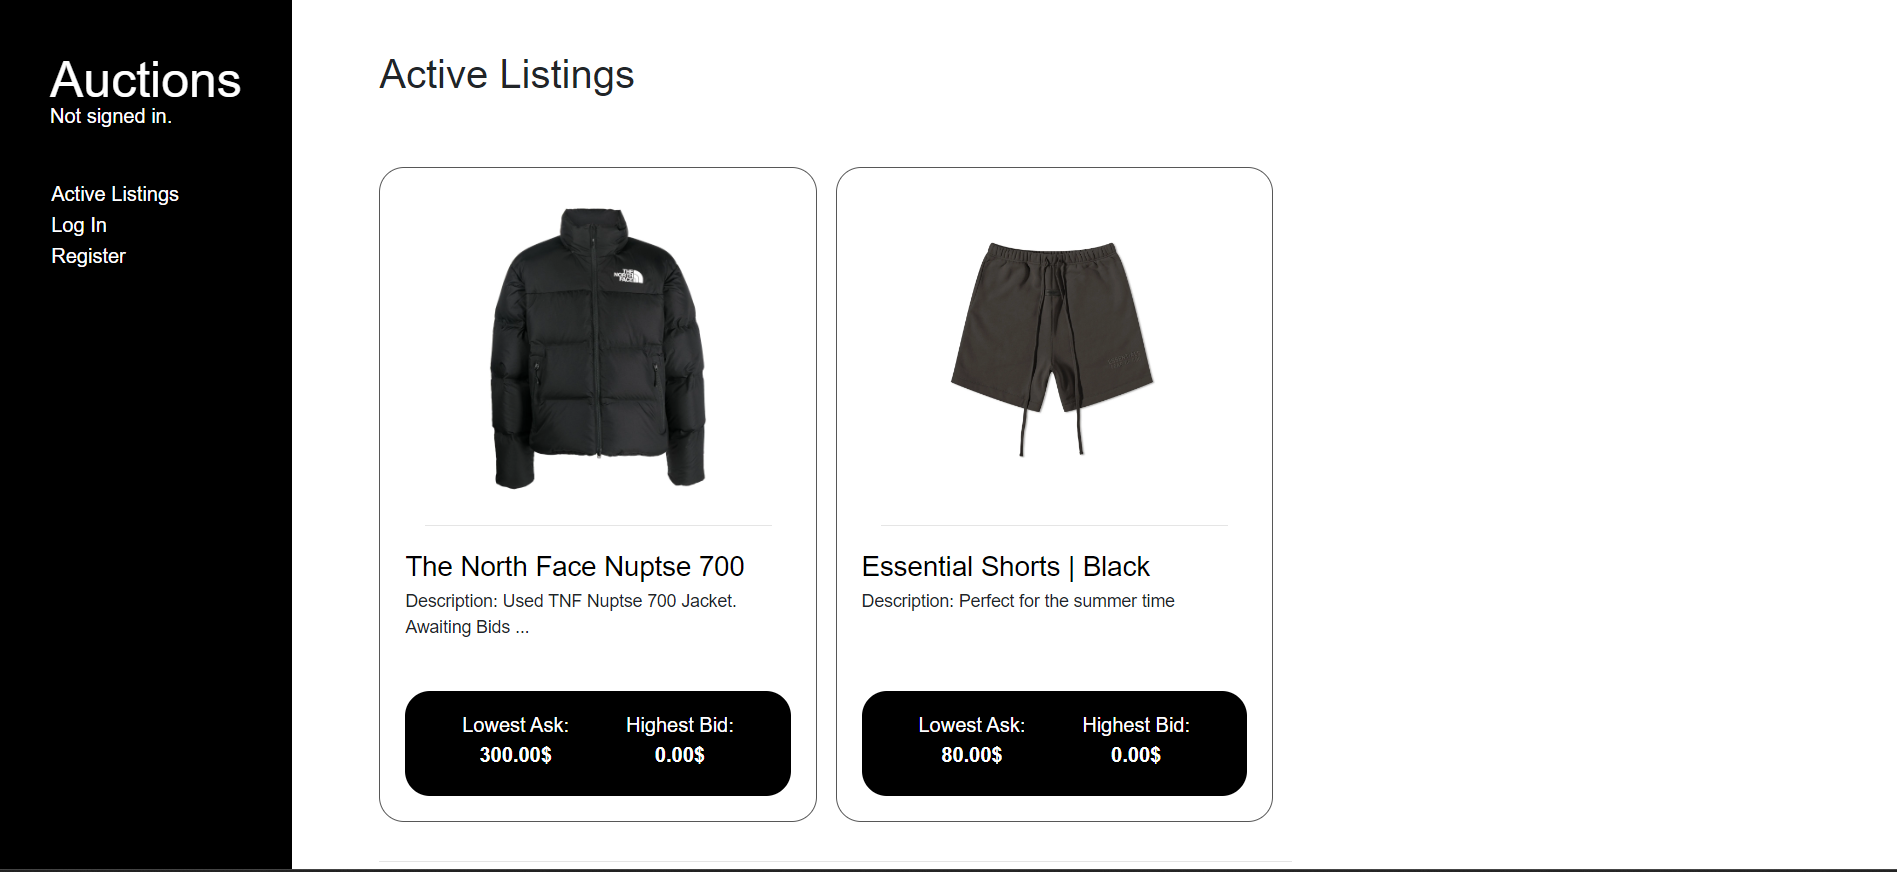 Auctions
Not signed in.
Active Listings
Log In
Register
Active Listings
THE
NORTH
FACE
The North Face Nuptse 700
Description: Used TNF Nuptse 700 Jacket.
Awaiting Bids ...
Lowest Ask: Highest Bid:
300.00$ 0.00$
Essential Shorts | Black
Description: Perfect for the summer time
Lowest Ask: Highest Bid:
80.00$ 0.00$